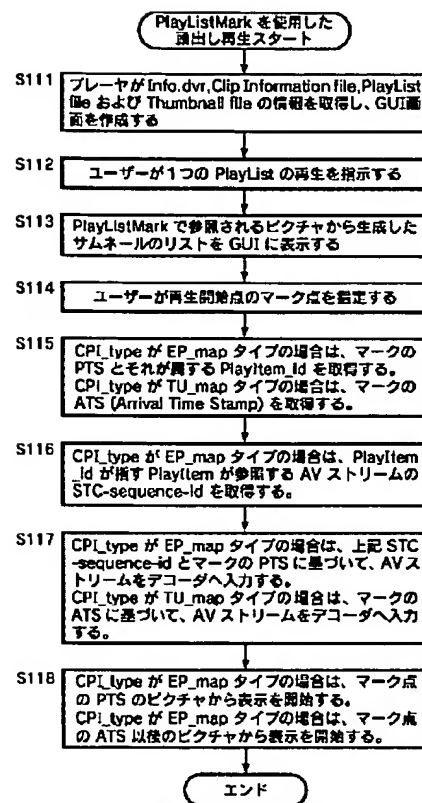 PlayListMark を使用した
頭出し再生スタート
S111
プレーヤが Info.dvr,Clip Information file,PlayList
file および Thumbnail file の情報を取得し、GUI画
面を作成する
S112
ユーザーが1つの PlayList の再生を指示する
S113
PlayListMark で参照されるピクチャから生成した
サムネールのリストを GUI に表示する
S114
ユーザーが再生開始点のマーク点を指定する
S115
CPI_type が EP_map タイプの場合は、マークの
PTS とそれが属する PlayItem_id を取得する。
CPI_type が TU_map タイプの場合は、マークの
ATS (Arrival Time Stamp) を取得する。
S116
CPI_type が EP_map タイプの場合は、PlayItem
_id が指す PlayItem が参照する AV ストリームの
STC-sequence-id を取得する。
S117
CPI_type が EP_map タイプの場合は、上記 STC
-sequence-id とマークの PTS に基づいて、AVス
トリームをデコーダへ入力する。
CPI_type が TU_map タイプの場合は、マークの
ATS に基づいて、AVストリームをデコーダへ入力
する。
S118
CPI_type が EP_map タイプの場合は、マーク点
の PTS のピクチャから表示を開始する。
CPI_type が EP_map タイプの場合は、マーク点
の ATS 以後のピクチャから表示を開始する。
エンド